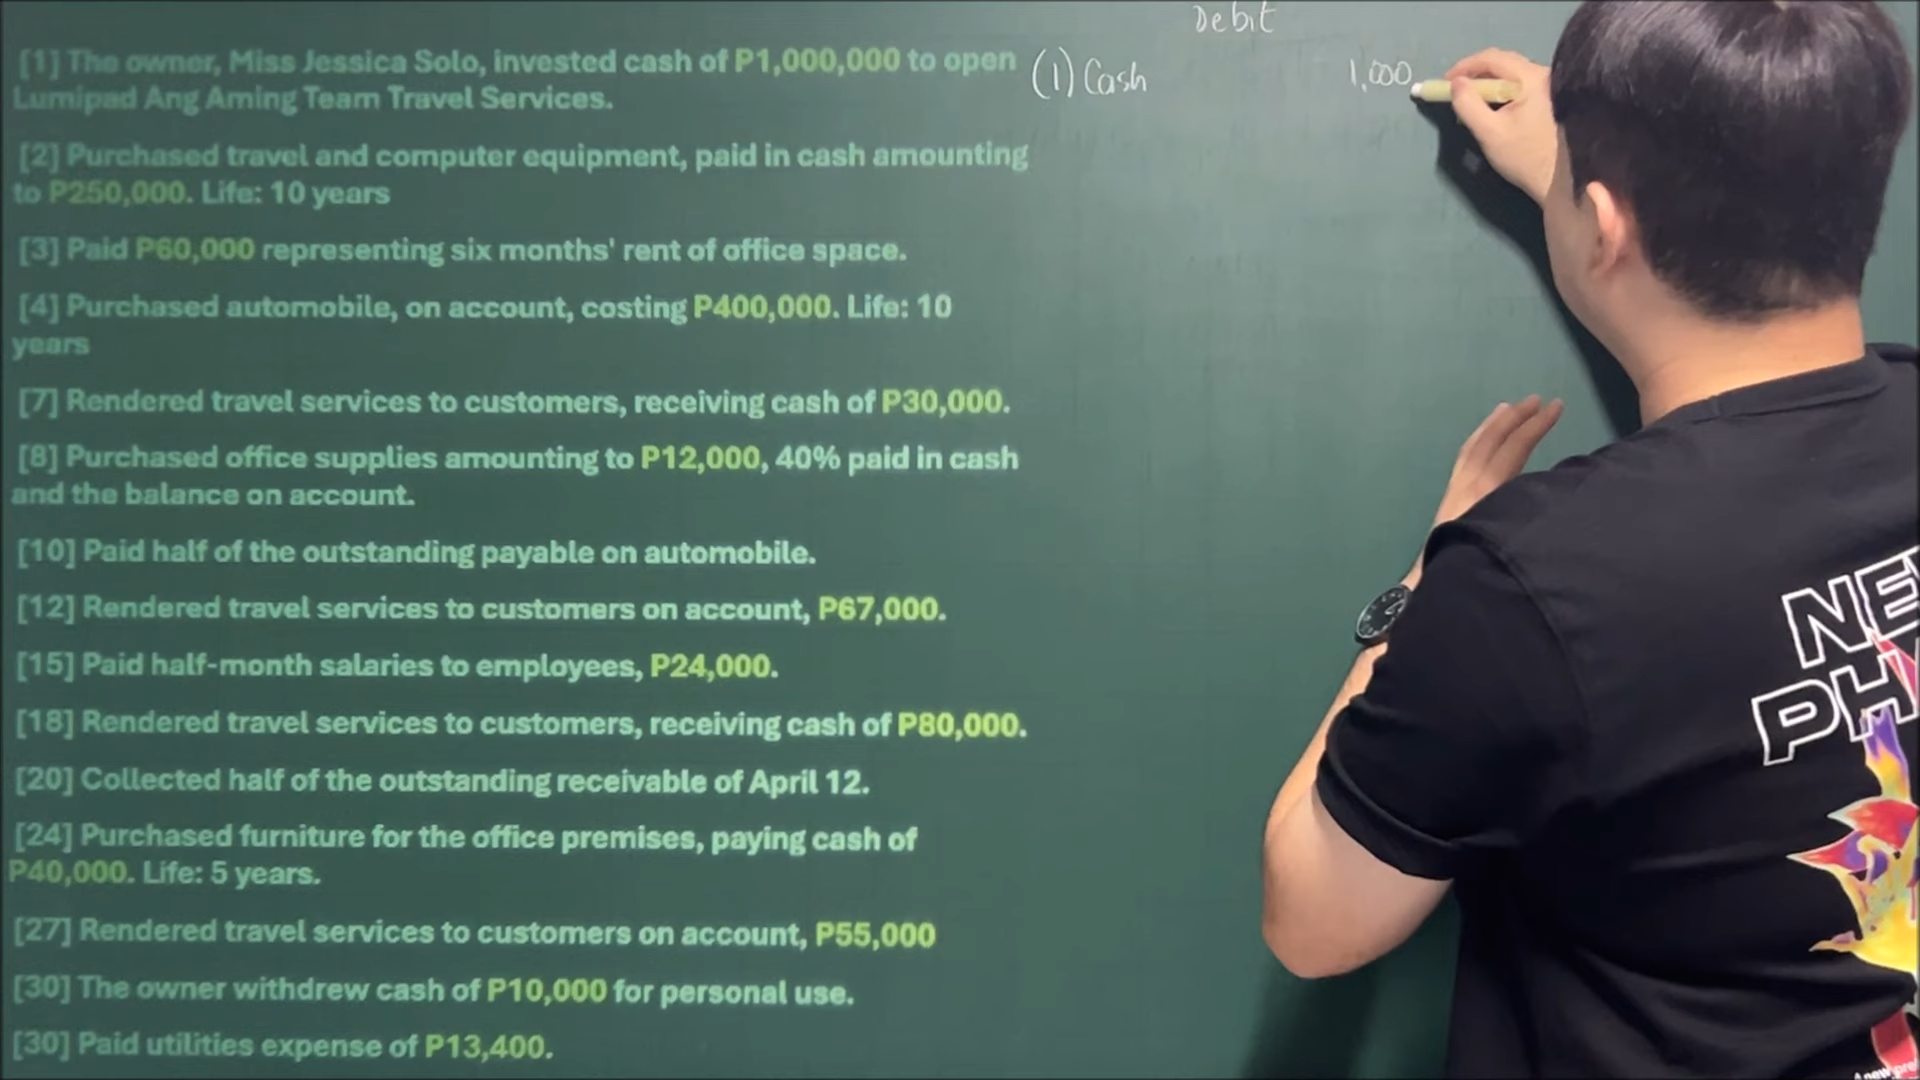 Debit
[1] The owner, Miss Jessica Solo, invested cash of P1,000,000 to open
Lumipad Ang Aming Team Travel Services.
(1) Cash 1,000,
[2] Purchased travel and computer equipment, paid in cash amounting
to P250,000. Life: 10 years
[3] Paid P60,000 representing six months' rent of office space.
[4] Purchased automobile, on account, costing P400,000. Life: 10
years
[7] Rendered travel services to customers, receiving cash of P30,000.
[8] Purchased office supplies amounting to P12,000, 40% paid in cash
and the balance on account.
[10] Paid half of the outstanding payable on automobile.
[12] Rendered travel services to customers on account, P67,000.
[15] Paid half-month salaries to employees, P24,000.
[18] Rendered travel services to customers, receiving cash of P80,000.
[20] Collected half of the outstanding receivable of April 12.
[24] Purchased furniture for the office premises, paying cash of
P40,000. Life: 5 years.
[27] Rendered travel services to customers on account, P55,000
[30] The owner withdrew cash of P10,000 for personal use.
[30] Paid utilities expense of P13,400.
NE
PH